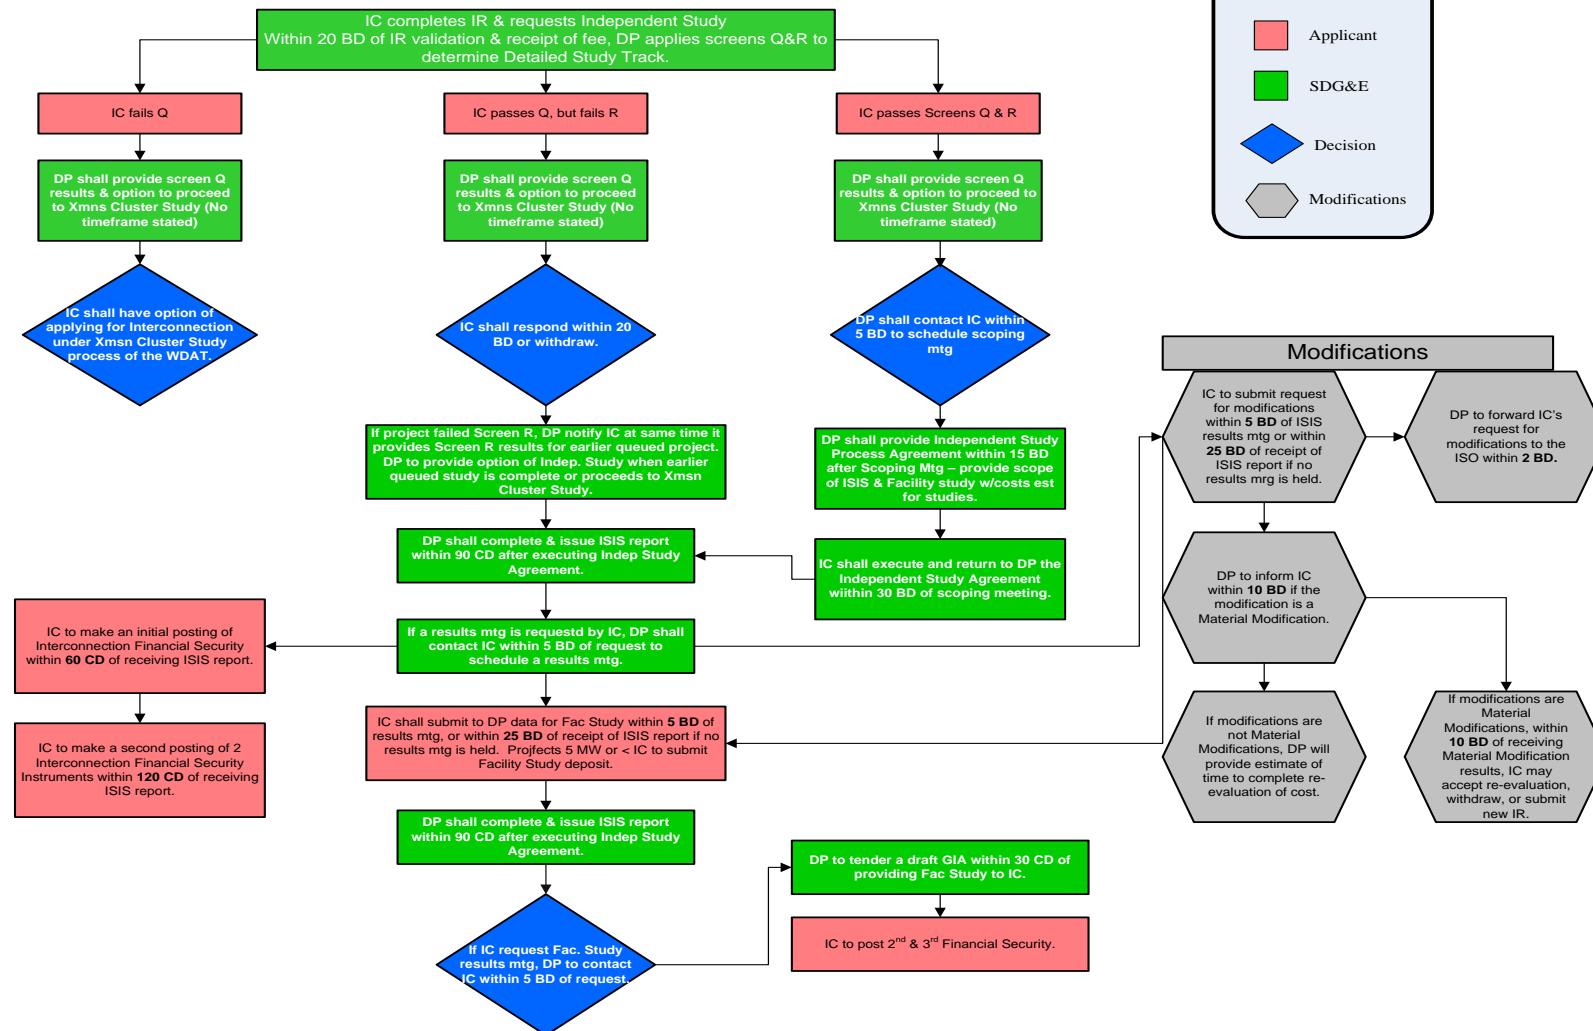 IC completes IR & requests Independent Study
Within 20 BD of IR validation & receipt of fee, DP applies screens Q&R to
determine Detailed Study Track.
Applicant
SDG&E
Decision
Modifications
IC fails Q
IC passes Q, but fails R
IC passes Screens Q & R
DP shall provide screen Q
results & option to proceed
to Xmns Cluster Study (No
timeframe stated)
DP shall provide screen Q
results & option to proceed
to Xmns Cluster Study (No
timeframe stated)
DP shall provide screen Q
results & option to proceed to
Xmns Cluster Study (No
timeframe stated)
IC shall have option of
applying for Interconnection
under Xmsn Cluster Study
process of the WDAT.
IC shall respond within 20
BD or withdraw.
DP shall contact IC within
5 BD to schedule scoping
mtg
If project failed Screen R, DP notify IC at same time it
provides Screen R results for earlier queued project.
DP to provide option of Indep. Study when earlier
queued study is complete or proceeds to Xmsn
Cluster Study.
DP shall provide Independent Study
Process Agreement within 15 BD
after Scoping Mtg – provide scope
of ISIS & Facility study w/costs est
for studies.
DP shall complete & issue ISIS report
within 90 CD after executing Indep Study
Agreement.
IC shall execute and return to DP the
Independent Study Agreement
within 30 BD of scoping meeting.
IC to make an initial posting of
Interconnection Financial Security
within 60 CD of receiving ISIS report.
If a results mtg is requestd by IC, DP shall
contact IC within 5 BD of request to
schedule a results mtg.
IC to make a second posting of 2
Interconnection Financial Security
Instruments within 120 CD of receiving
ISIS report.
IC shall submit to DP data for Fac Study within 5 BD of
results mtg, or within 25 BD of receipt of ISIS report if no
results mtg is held. Projfects 5 MW or < IC to submit
Facility Study deposit.
DP shall complete & issue ISIS report
within 90 CD after executing Indep Study
Agreement.
If IC request Fac. Study
results mtg, DP to contact
IC within 5 BD of request.
DP to tender a draft GIA within 30 CD of
providing Fac Study to IC.
IC to post 2nd & 3rd Financial Security.
Modifications
IC to submit request
for modifications
within 5 BD of ISIS
results mtg or within
25 BD of receipt
of ISIS report if no
results mrg is held.
DP to forward IC's
request for
modifications to the
ISO within 2 BD.
DP to inform IC
within 10 BD if the
modification is a
Material Modification.
If modifications are
not Material
Modifications, DP will
provide estimate of
time to complete re-
evaluation of cost.
If modifications are
Material
Modifications, within
10 BD of receiving
Material Modification
results, IC may
accept re-evaluation,
withdraw, or submit
new IR.